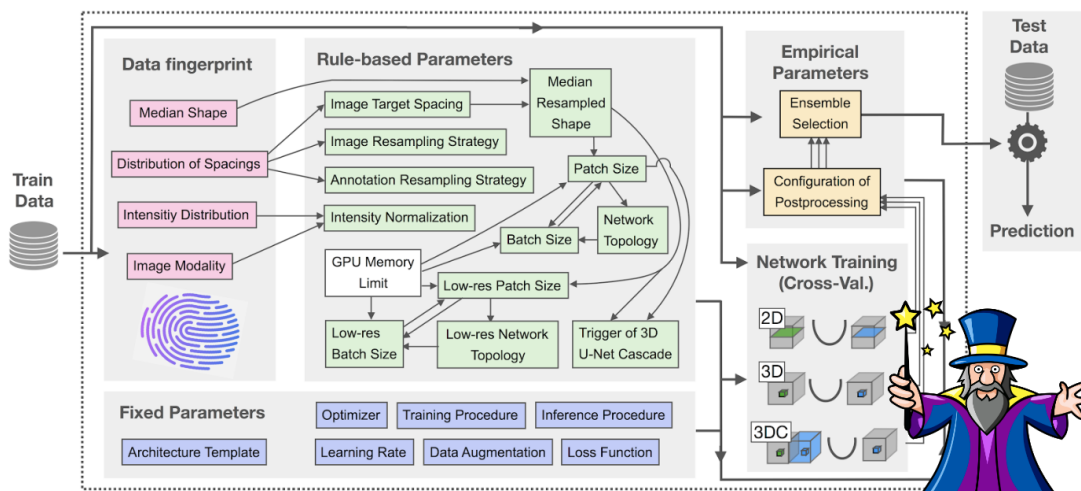 Train
Data
Data fingerprint
Median Shape
Distribution of Spacings
Intensitiy Distribution
Image Modality
Rule-based Parameters
Image Target Spacing
Image Resampling Strategy
Annotation Resampling Strategy
Intensity Normalization
Median
Resampled
Shape
Patch Size
Batch Size
Network
Topology
GPU Memory
Limit
Low-res Patch Size
Low-res
Batch Size
Low-res Network
Topology
Trigger of 3D
U-Net Cascade
Fixed Parameters
Architecture Template
Optimizer
Training Procedure
Inference Procedure
Learning Rate
Data Augmentation
Loss Function
Empirical
Parameters
Ensemble
Selection
Configuration of
Postprocessing
Network Training
(Cross-Val.)
2D
3D
3DC
Test
Data
Prediction